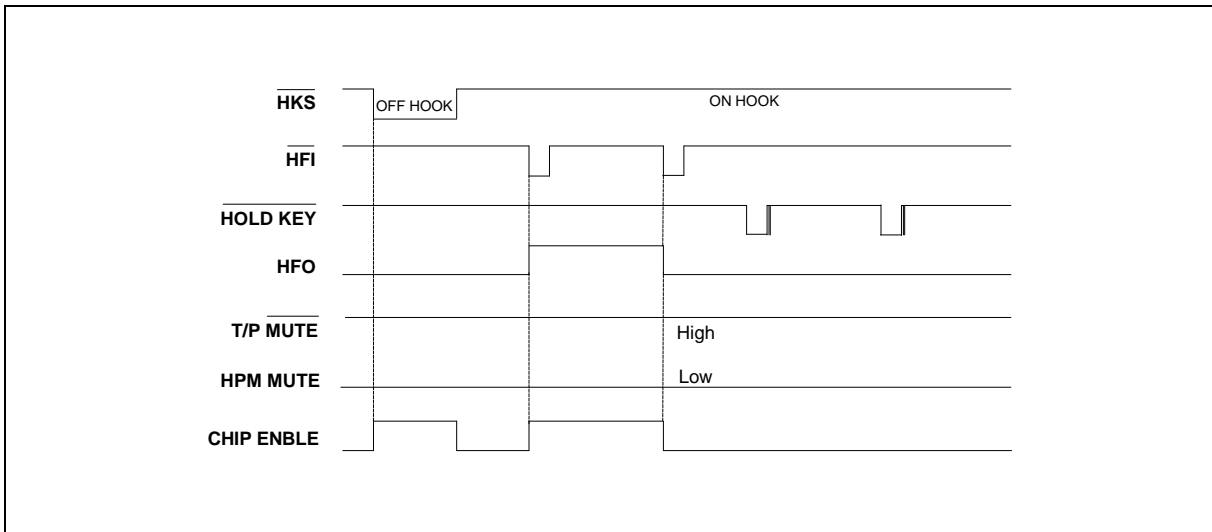 HKS
OFF HOOK
ON HOOK
HFI
HOLD KEY
HFO
T/P MUTE
High
HPM MUTE
Low
CHIP ENBLE